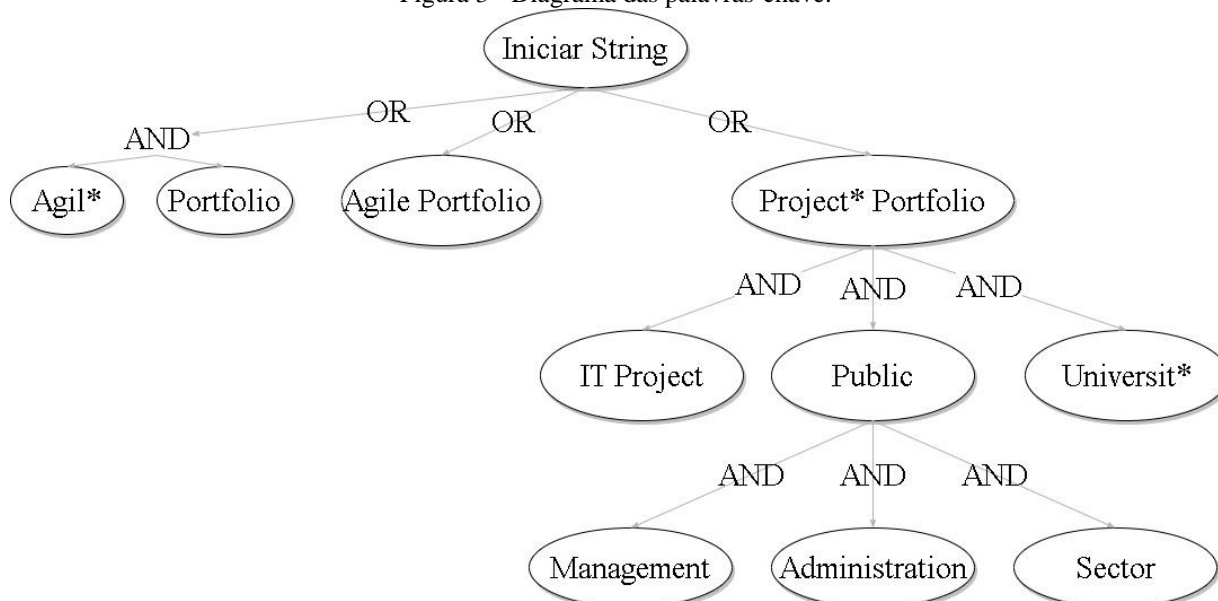 Figura 3 - Diagrama das palavras-chave.
Iniciar String
OR OR OR
AND
Agil* Portfolio Agile Portfolio Project* Portfolio
AND AND AND
IT Project Public Universit*
AND AND AND
Management Administration Sector